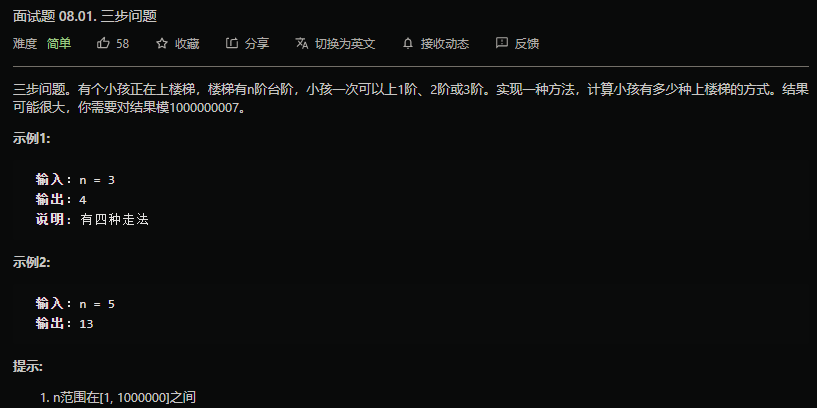 面试题 08.01. 三步问题
难度 简单 58 收藏 分享 切换为英文 接收动态 反馈
三步问题。有个小孩正在上楼梯，楼梯有n阶台阶，小孩一次可以上1阶、2阶或3阶。实现一种方法，计算小孩有多少种上楼梯的方式。结果
可能很大，你需要对结果模1000000007。
示例1:
输入：n = 3
输出：4
说明：有四种走法
示例2:
输入：n = 5
输出：13
提示:
1. n范围在[1, 1000000]之间